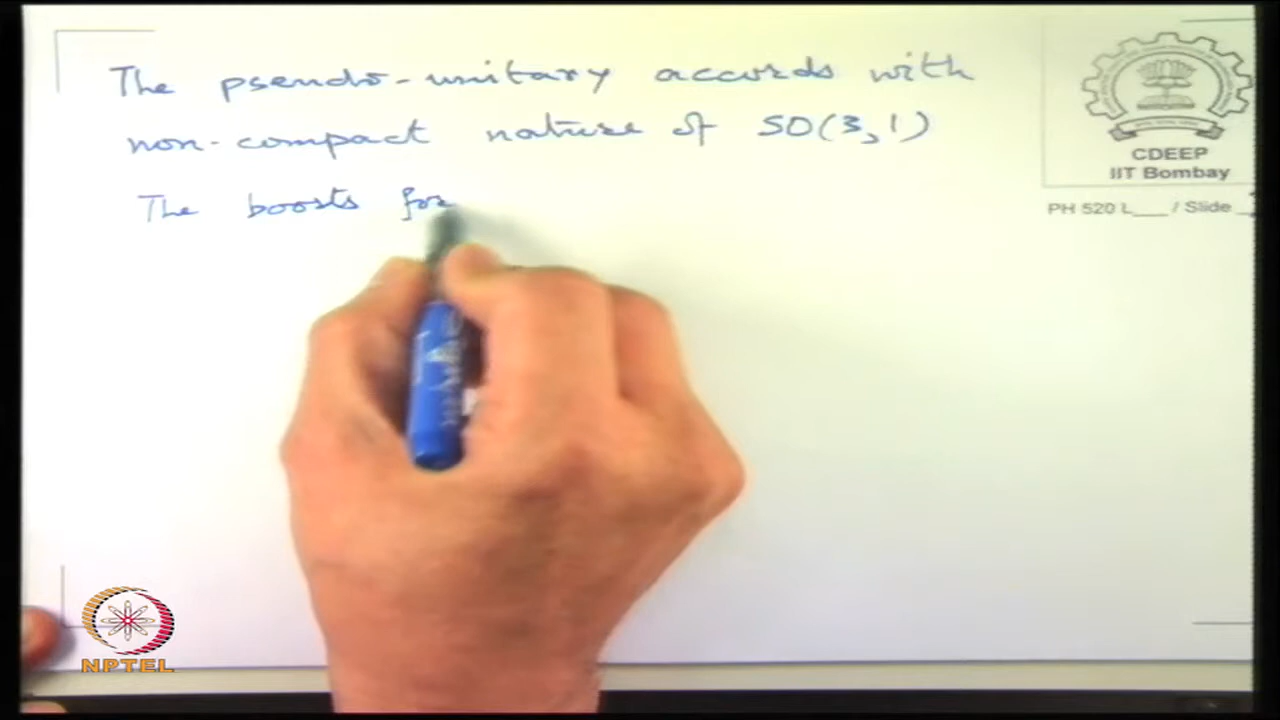 The pseudo-unitary accords with
non-compact nature of SO(3,1)
The boosts for
CDEEP
IIT Bombay
PH 520 L___ / Slide
NPTEL